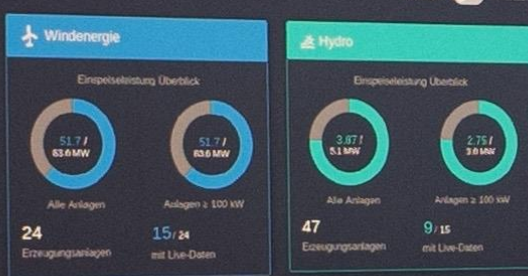 Windenergie
Einspeiseleistung Überblick
51.7 /
83.6 MW
51.7 /
83.6 MW
Alle Anlagen
Anlagen ≥ 100 kW
24
Erzeugungsanlagen
15 / 24
mit Live-Daten
Hydro
Einspeiseleistung Überblick
3.87 /
5.1 MW
2.75 /
3.8 MW
Alle Anlagen
Anlagen ≥ 100 kW
47
Erzeugungsanlagen
9 / 15
mit Live-Daten